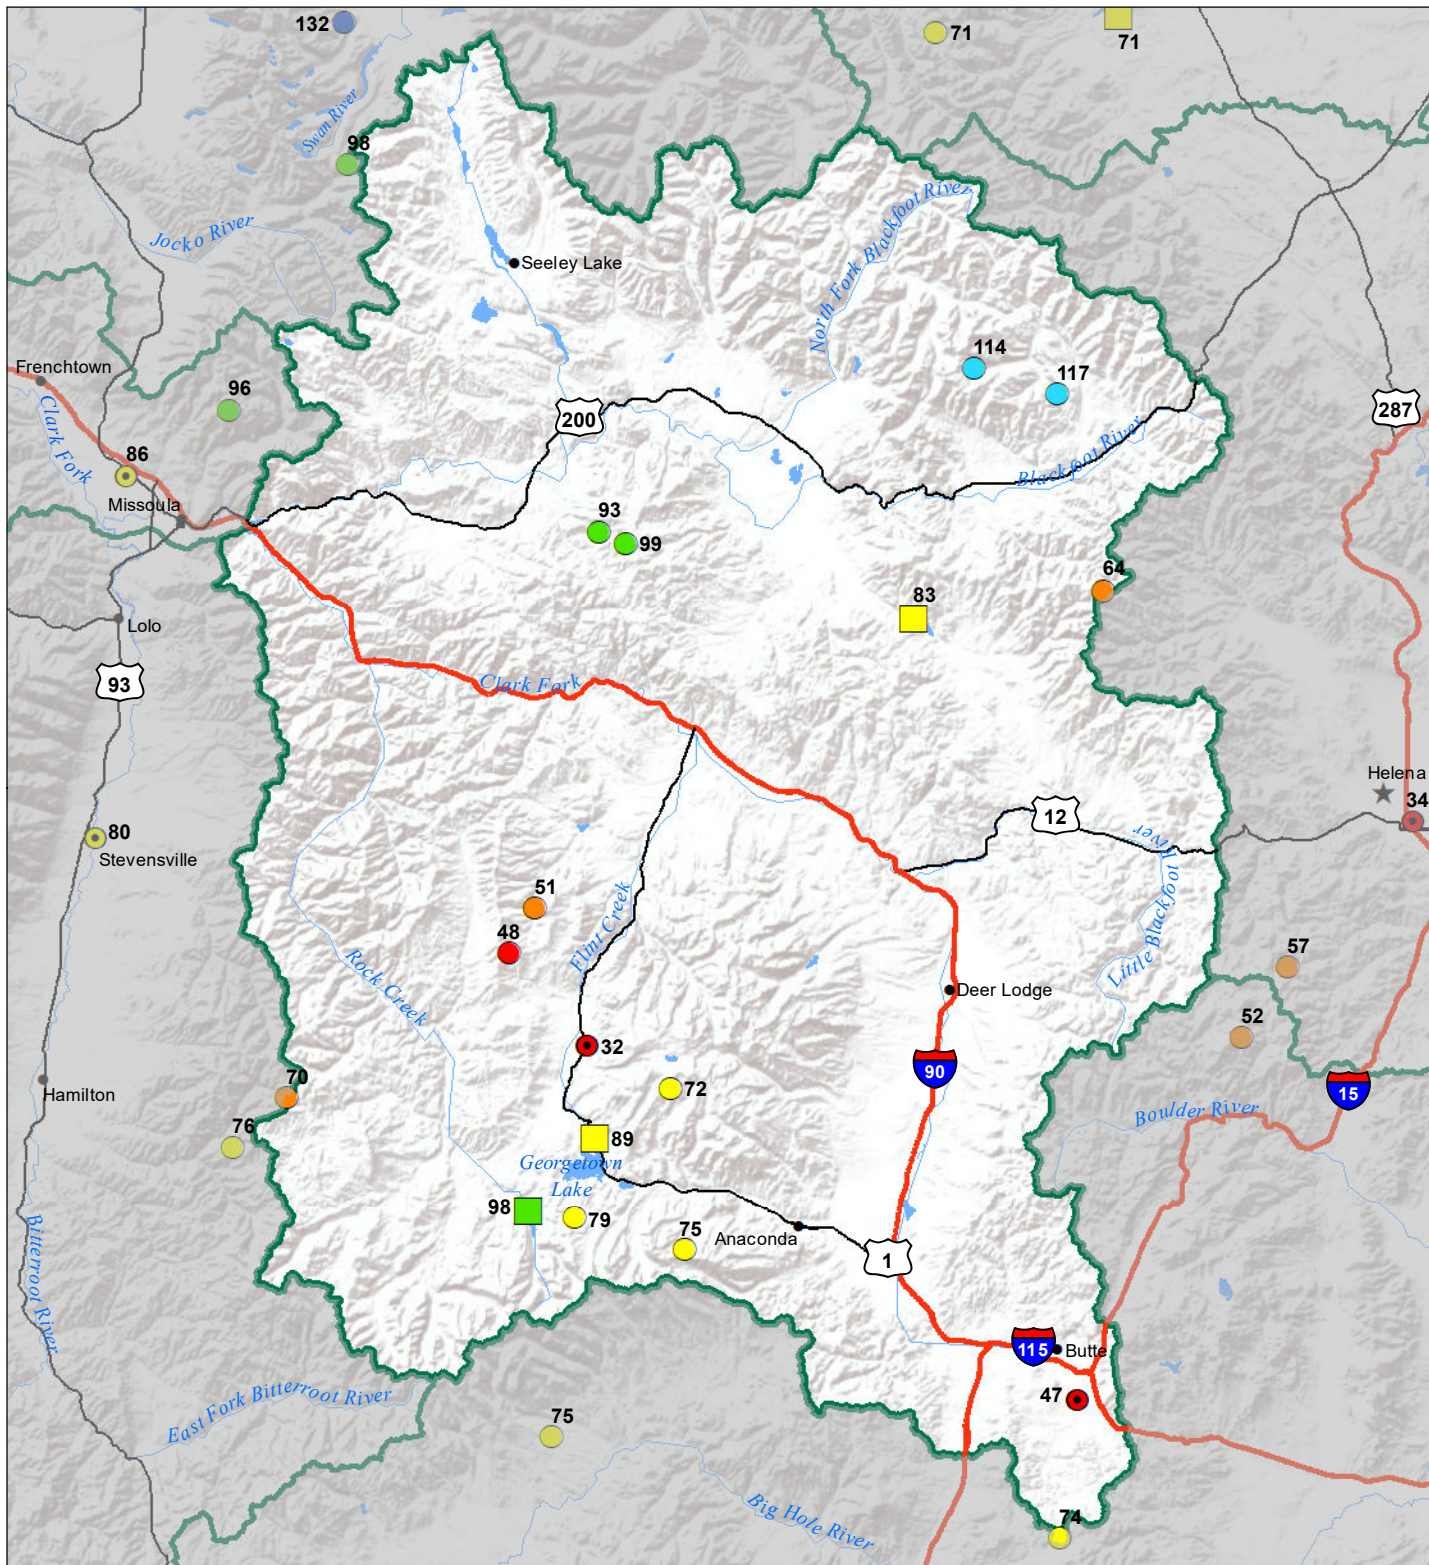 132
71
71
Swan River
98
Jocko River
North Fork Blackfoot River
Seeley Lake
114
117
Frenchtown
96
200
287
Clark Fork
86
Missoula
Blackfoot River
93
99
64
83
Lolo
93
Clark Fork
Helena
34
12
River
Little Blackfoot
80
Stevensville
51
48
Flint Creek
Rock Creek
57
Deer Lodge
52
32
90
15
70
Hamilton
72
Boulder River
76
89
Georgetown
Lake
98
79
75
Anaconda
1
Bitterroot River
115
Butte
47
East Fork Bitterroot River
75
Big Hole River
74